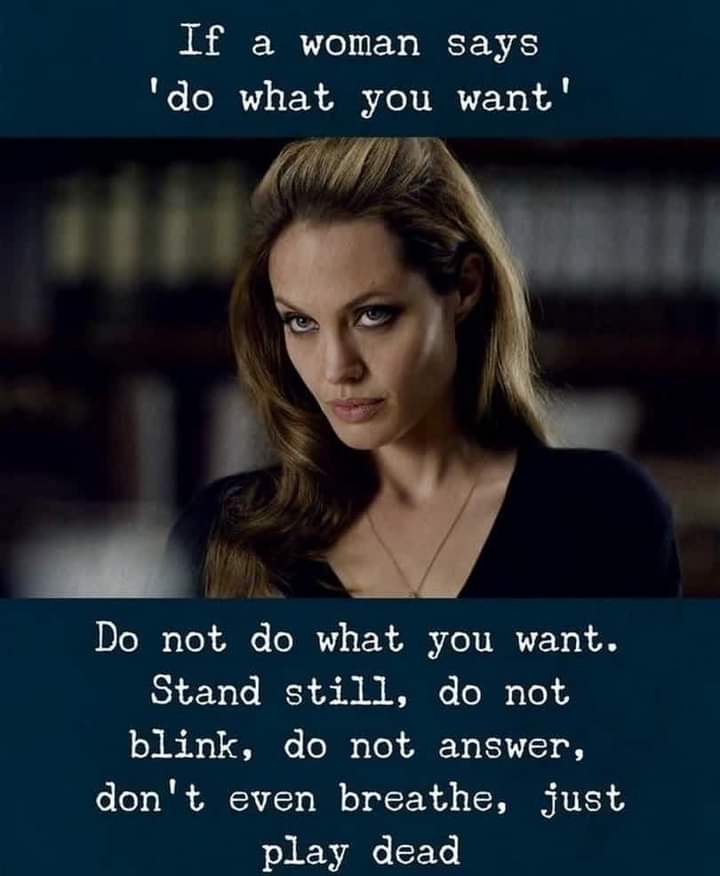 If a woman says
'do what you want'
Do not do what you want.
Stand still, do not
blink, do not answer,
don't even breathe, just
play dead